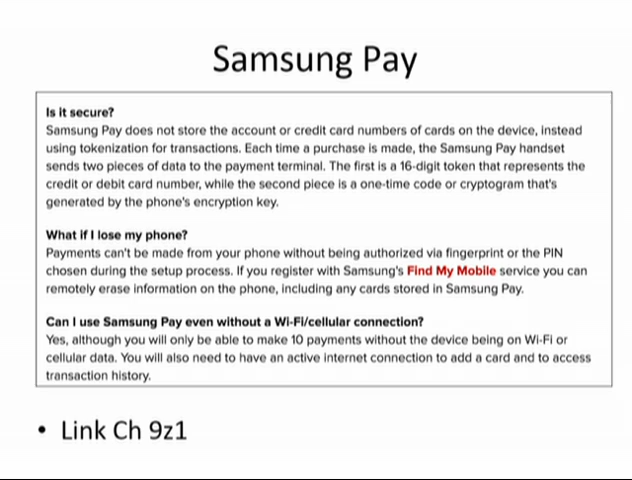 Samsung Pay
Is it secure?
Samsung Pay does not store the account or credit card numbers of cards on the device, instead
using tokenization for transactions. Each time a purchase is made, the Samsung Pay handset
sends two pieces of data to the payment terminal. The first is a 16-digit token that represents the
credit or debit card number, while the second piece is a one-time code or cryptogram that's
generated by the phone's encryption key.
What if I lose my phone?
Payments can't be made from your phone without being authorized via fingerprint or the PIN
chosen during the setup process. If you register with Samsung's Find My Mobile service you can
remotely erase information on the phone, including any cards stored in Samsung Pay.
Can I use Samsung Pay even without a Wi-Fi/cellular connection?
Yes, although you will only be able to make 10 payments without the device being on Wi-Fi or
cellular data. You will also need to have an active internet connection to add a card and to access
transaction history.
• Link Ch 9z1